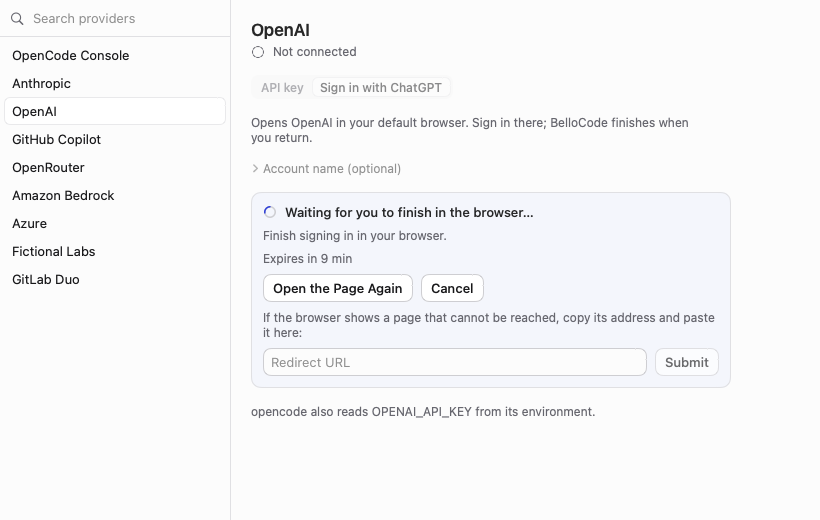 Search providers
OpenCode Console
Anthropic
OpenAI
GitHub Copilot
OpenRouter
Amazon Bedrock
Azure
Fictional Labs
GitLab Duo
OpenAI
Not connected
API key
Sign in with ChatGPT
Opens OpenAI in your default browser. Sign in there; BelloCode finishes when
you return.
Account name (optional)
Waiting for you to finish in the browser...
Finish signing in in your browser.
Expires in 9 min
Open the Page Again
Cancel
If the browser shows a page that cannot be reached, copy its address and paste
it here:
Redirect URL
Submit
opencode also reads OPENAI_API_KEY from its environment.